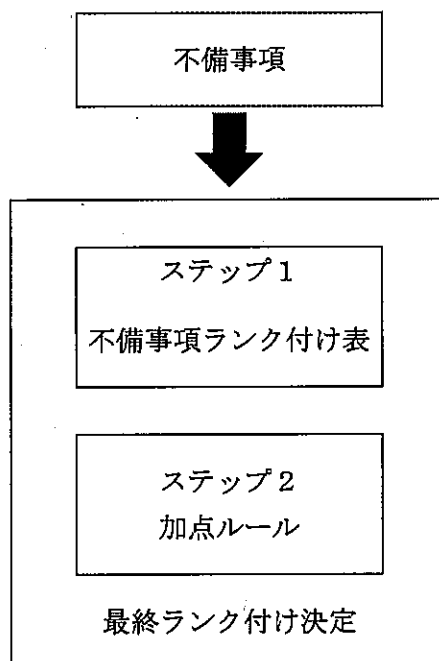 不備事項
ステップ1
不備事項ランク付け表
ステップ2
加点ルール
最終ランク付け決定